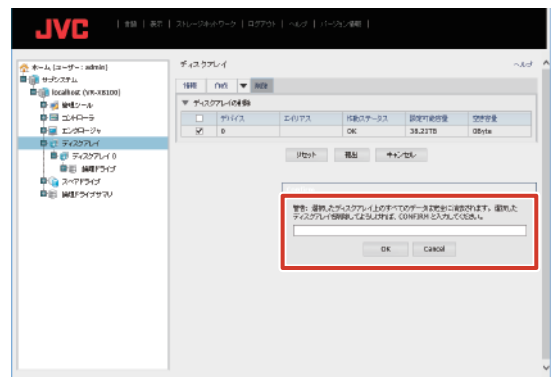 JVC
| 言語 | 表示 | ストレージネットワーク | ログアウト | ヘルプ | バージョン情報 |
ホーム (ユーザー: admin)
サブシステム
localhost (VR-X8100)
管理ツール
コントローラ
エンクロージャ
ディスクアレイ
ディスクアレイ 0
論理ドライブ
スペアドライブ
論理ドライブサマリ
ディスクアレイ
ヘルプ
情報 作成 ▼ 削除
▼ ディスクアレイの削除
デバイス エイリアス 稼動ステータス 設定可能容量 空き容量
0 OK 38.22TB 0Byte
リセット 提出 キャンセル
警告: 選択したディスクアレイ上のすべてのデータは完全に消去されます。選択した
ディスクアレイを削除してよろしければ、CONFIRM と入力してください。
OK Cancel